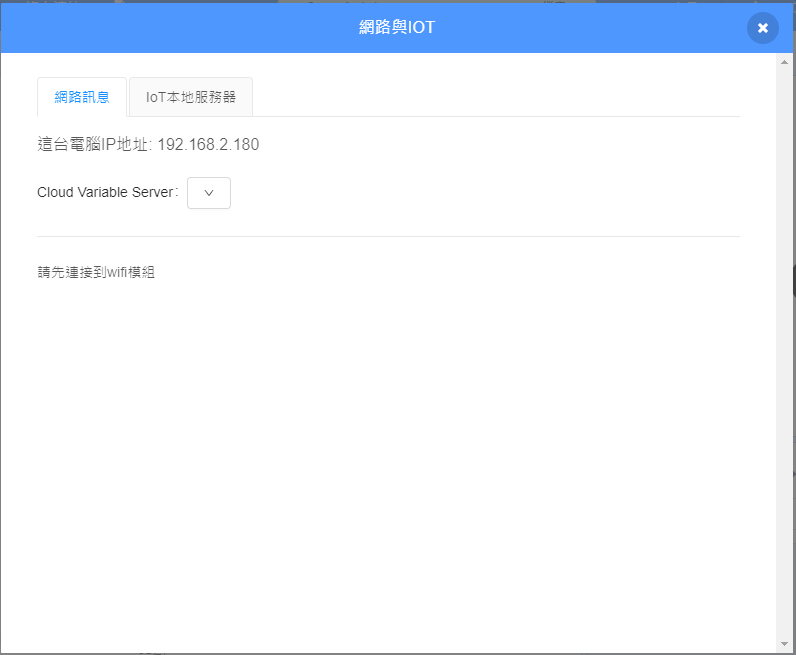 網路與IOT
網路訊息
IoT本地服務器
這台電腦IP地址: 192.168.2.180
Cloud Variable Server:
請先連接到wifi模組